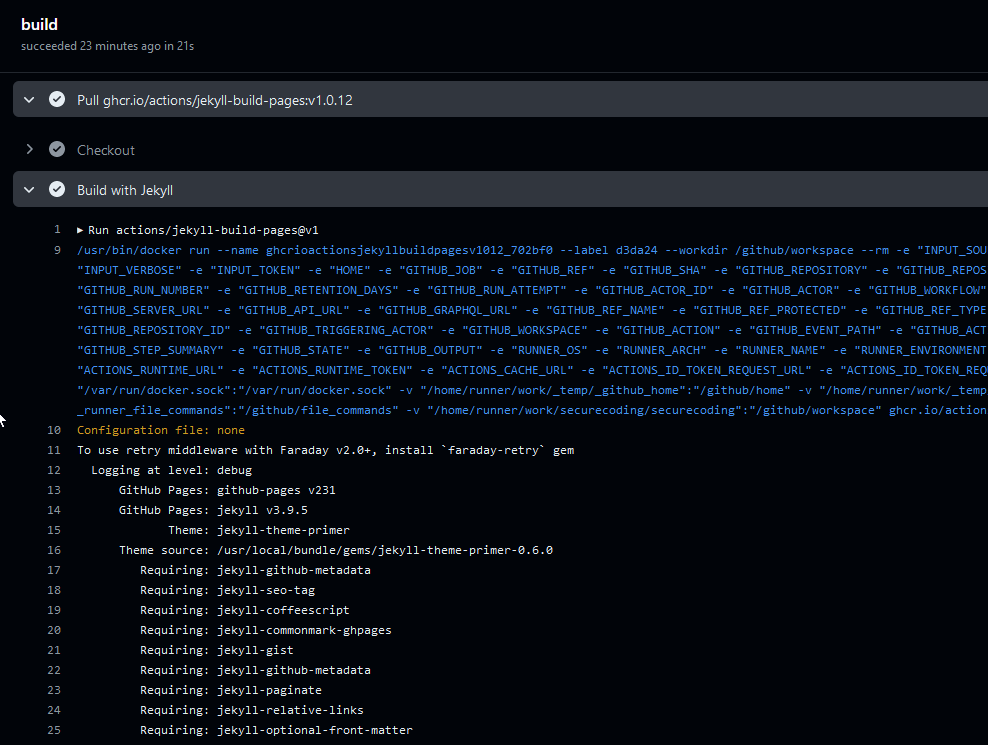 build
succeeded 23 minutes ago in 21s
Pull ghcr.io/actions/jekyll-build-pages:v1.0.12
Checkout
Build with Jekyll
1 ▶ Run actions/jekyll-build-pages@v1
9 /usr/bin/docker run --name ghcrioactionsjekyllbuildpagesv1012_702bf0 --label d3da24 --workdir /github/workspace --rm -e "INPUT_SOU
"INPUT_VERBOSE" -e "INPUT_TOKEN" -e "HOME" -e "GITHUB_JOB" -e "GITHUB_REF" -e "GITHUB_SHA" -e "GITHUB_REPOSITORY" -e "GITHUB_REPOS
"GITHUB_RUN_NUMBER" -e "GITHUB_RETENTION_DAYS" -e "GITHUB_RUN_ATTEMPT" -e "GITHUB_ACTOR_ID" -e "GITHUB_ACTOR" -e "GITHUB_WORKFLOW"
"GITHUB_SERVER_URL" -e "GITHUB_API_URL" -e "GITHUB_GRAPHQL_URL" -e "GITHUB_REF_NAME" -e "GITHUB_REF_PROTECTED" -e "GITHUB_REF_TYPE
"GITHUB_REPOSITORY_ID" -e "GITHUB_TRIGGERING_ACTOR" -e "GITHUB_WORKSPACE" -e "GITHUB_ACTION" -e "GITHUB_EVENT_PATH" -e "GITHUB_ACT
"GITHUB_STEP_SUMMARY" -e "GITHUB_STATE" -e "GITHUB_OUTPUT" -e "RUNNER_OS" -e "RUNNER_ARCH" -e "RUNNER_NAME" -e "RUNNER_ENVIRONMENT
"ACTIONS_RUNTIME_URL" -e "ACTIONS_RUNTIME_TOKEN" -e "ACTIONS_CACHE_URL" -e "ACTIONS_ID_TOKEN_REQUEST_URL" -e "ACTIONS_ID_TOKEN_REQ
"/var/run/docker.sock":"/var/run/docker.sock" -v "/home/runner/work/_temp/_github_home":"/github/home" -v "/home/runner/work/_temp
_runner_file_commands":"/github/file_commands" -v "/home/runner/work/securecoding/securecoding":"/github/workspace" ghcr.io/action
10 Configuration file: none
11 To use retry middleware with Faraday v2.0+, install `faraday-retry` gem
12 Logging at level: debug
13 GitHub Pages: github-pages v231
14 GitHub Pages: jekyll v3.9.5
15 Theme: jekyll-theme-primer
16 Theme source: /usr/local/bundle/gems/jekyll-theme-primer-0.6.0
17 Requiring: jekyll-github-metadata
18 Requiring: jekyll-seo-tag
19 Requiring: jekyll-coffeescript
20 Requiring: jekyll-commonmark-ghpages
21 Requiring: jekyll-gist
22 Requiring: jekyll-github-metadata
23 Requiring: jekyll-paginate
24 Requiring: jekyll-relative-links
25 Requiring: jekyll-optional-front-matter